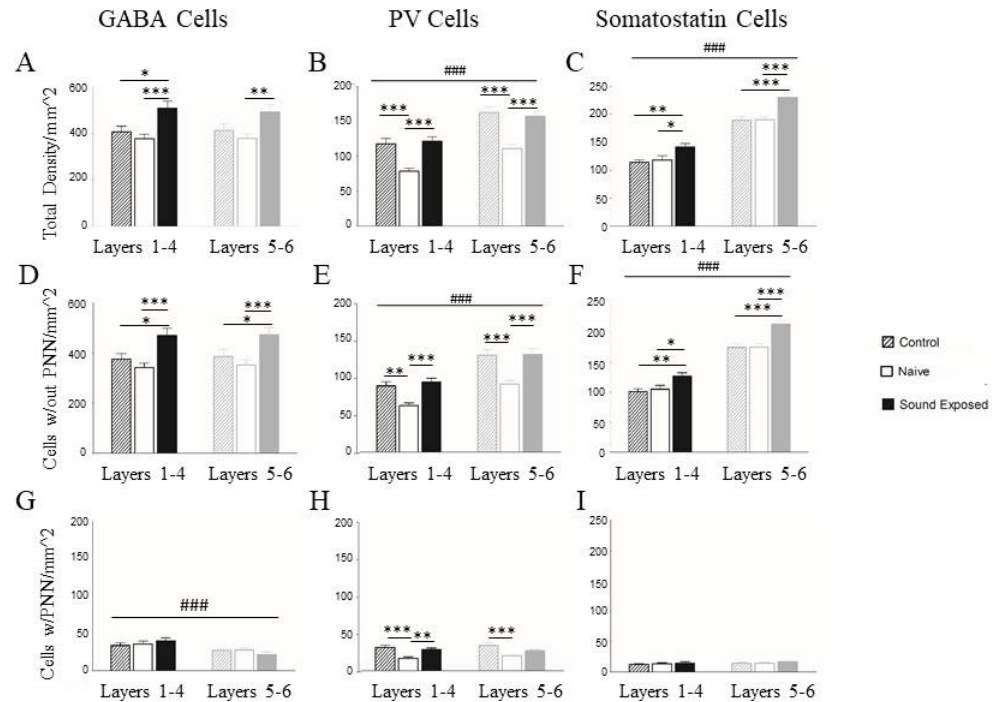 GABA Cells
PV Cells
Somatostatin Cells
A
Total Density/mm^2
600
400
200
0
*
***
**
Layers 1-4
Layers 5-6
B
200
150
100
50
0
###
***
***
***
***
Layers 1-4
Layers 5-6
C
250
200
150
100
50
0
###
**
*
***
***
Layers 1-4
Layers 5-6
D
Cells w/out PNN/mm^2
600
400
200
0
***
*
***
*
Layers 1-4
Layers 5-6
E
200
150
100
50
0
###
**
***
***
***
Layers 1-4
Layers 5-6
F
250
200
150
100
50
0
###
*
**
***
***
Layers 1-4
Layers 5-6
Control
Naive
Sound Exposed
G
Cells w/PNN/mm^2
200
150
100
50
0
###
Layers 1-4
Layers 5-6
H
200
150
100
50
0
***
**
***
Layers 1-4
Layers 5-6
I
250
200
150
100
50
0
Layers 1-4
Layers 5-6